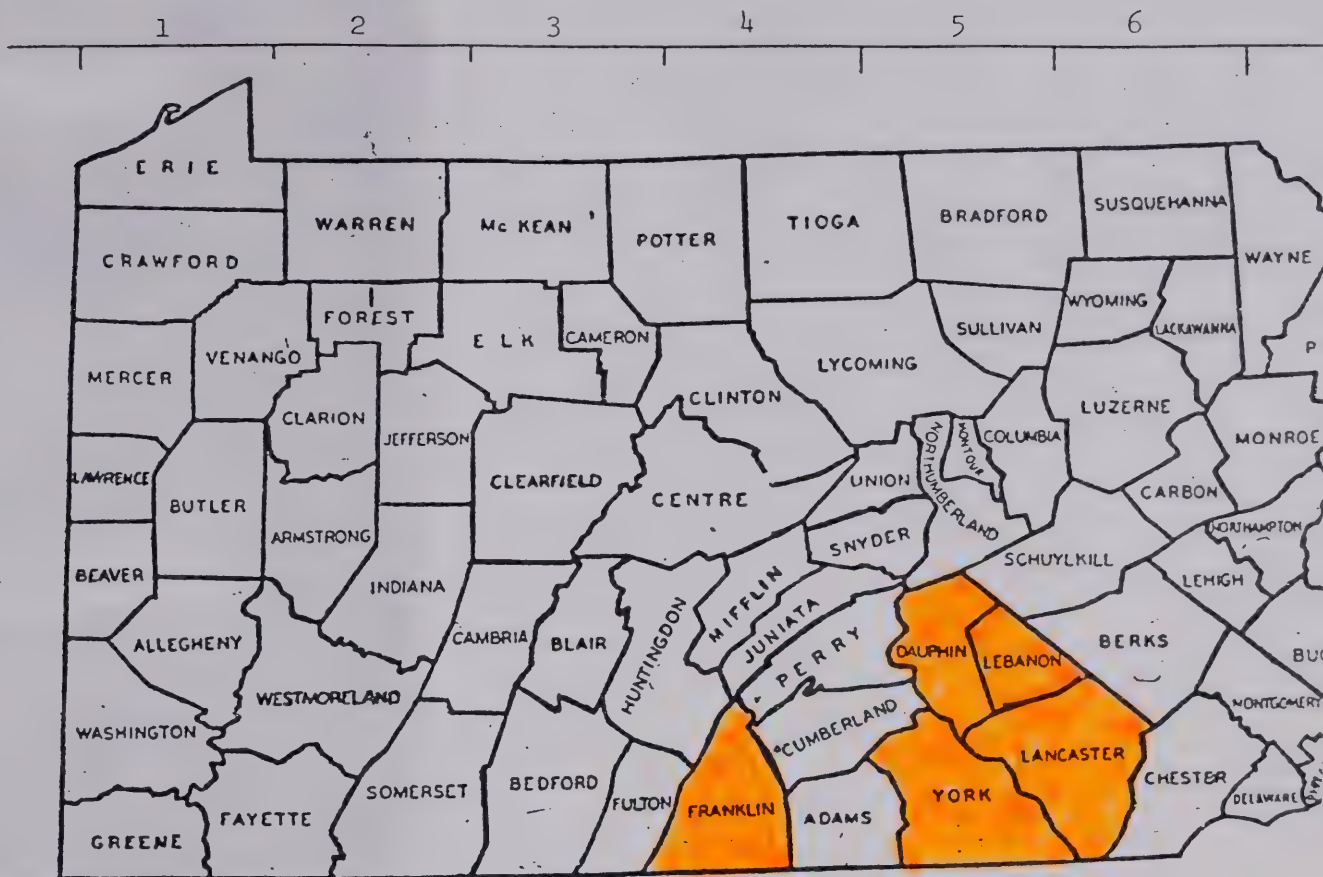 1 2 3 4 5 6
ERIE
WARREN
Mc KEAN
POTTER
TIOGA
BRADFORD
SUSQUEHANNA
WAYNE
CRAWFORD
FOREST
ELK
CAMERON
SULLIVAN
WYOMING
LACKAWANNA
P
MERCER
VENANGO
CLARION
JEFFERSON
CLINTON
LYCOMING
COLUMBIA
LUZERNE
MONROE
LAWRENCE
BUTLER
ARMSTRONG
CLEARFIELD
CENTRE
UNION
NORTHUMBERLAND
MONTOUR
CARBON
NORTHAMPTON
BEAVER
INDIANA
SNYDER
SCHUYLKILL
LEHIGH
ALLEGHENY
CAMBRIA
BLAIR
HUNTINGDON
MIFFLIN
JUNIATA
PERRY
DAUPHIN
LEBANON
BERKS
BUC
WASHINGTON
WESTMORELAND
CUMBERLAND
LANCASTER
MONTGOMERY
GREENE
FAYETTE
SOMERSET
BEDFORD
FULTON
FRANKLIN
ADAMS
YORK
CHESTER
DELAWARE